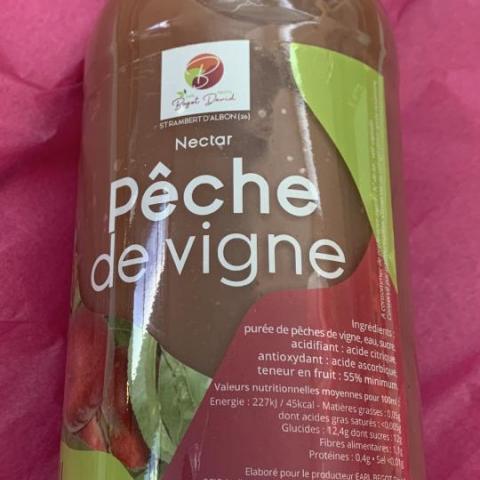 B
Begot David
ST RAMBERT D'ALBON (26)
Nectar
Pêche
de vigne
Ingrédients :
purée de pêches de vigne, eau, sucre,
acidifiant : acide citrique,
antioxydant : acide ascorbique,
teneur en fruit : 55% minimum.
Valeurs nutritionnelles moyennes pour 100ml :
Energie : 227kJ / 45kcal - Matières grasses :
dont acides gras saturés :
Glucides : 12,4g dont sucres :
Fibres alimentaires :
Protéines : 0,4g • Sel
Elaboré pour le producteur EARL BEGOT